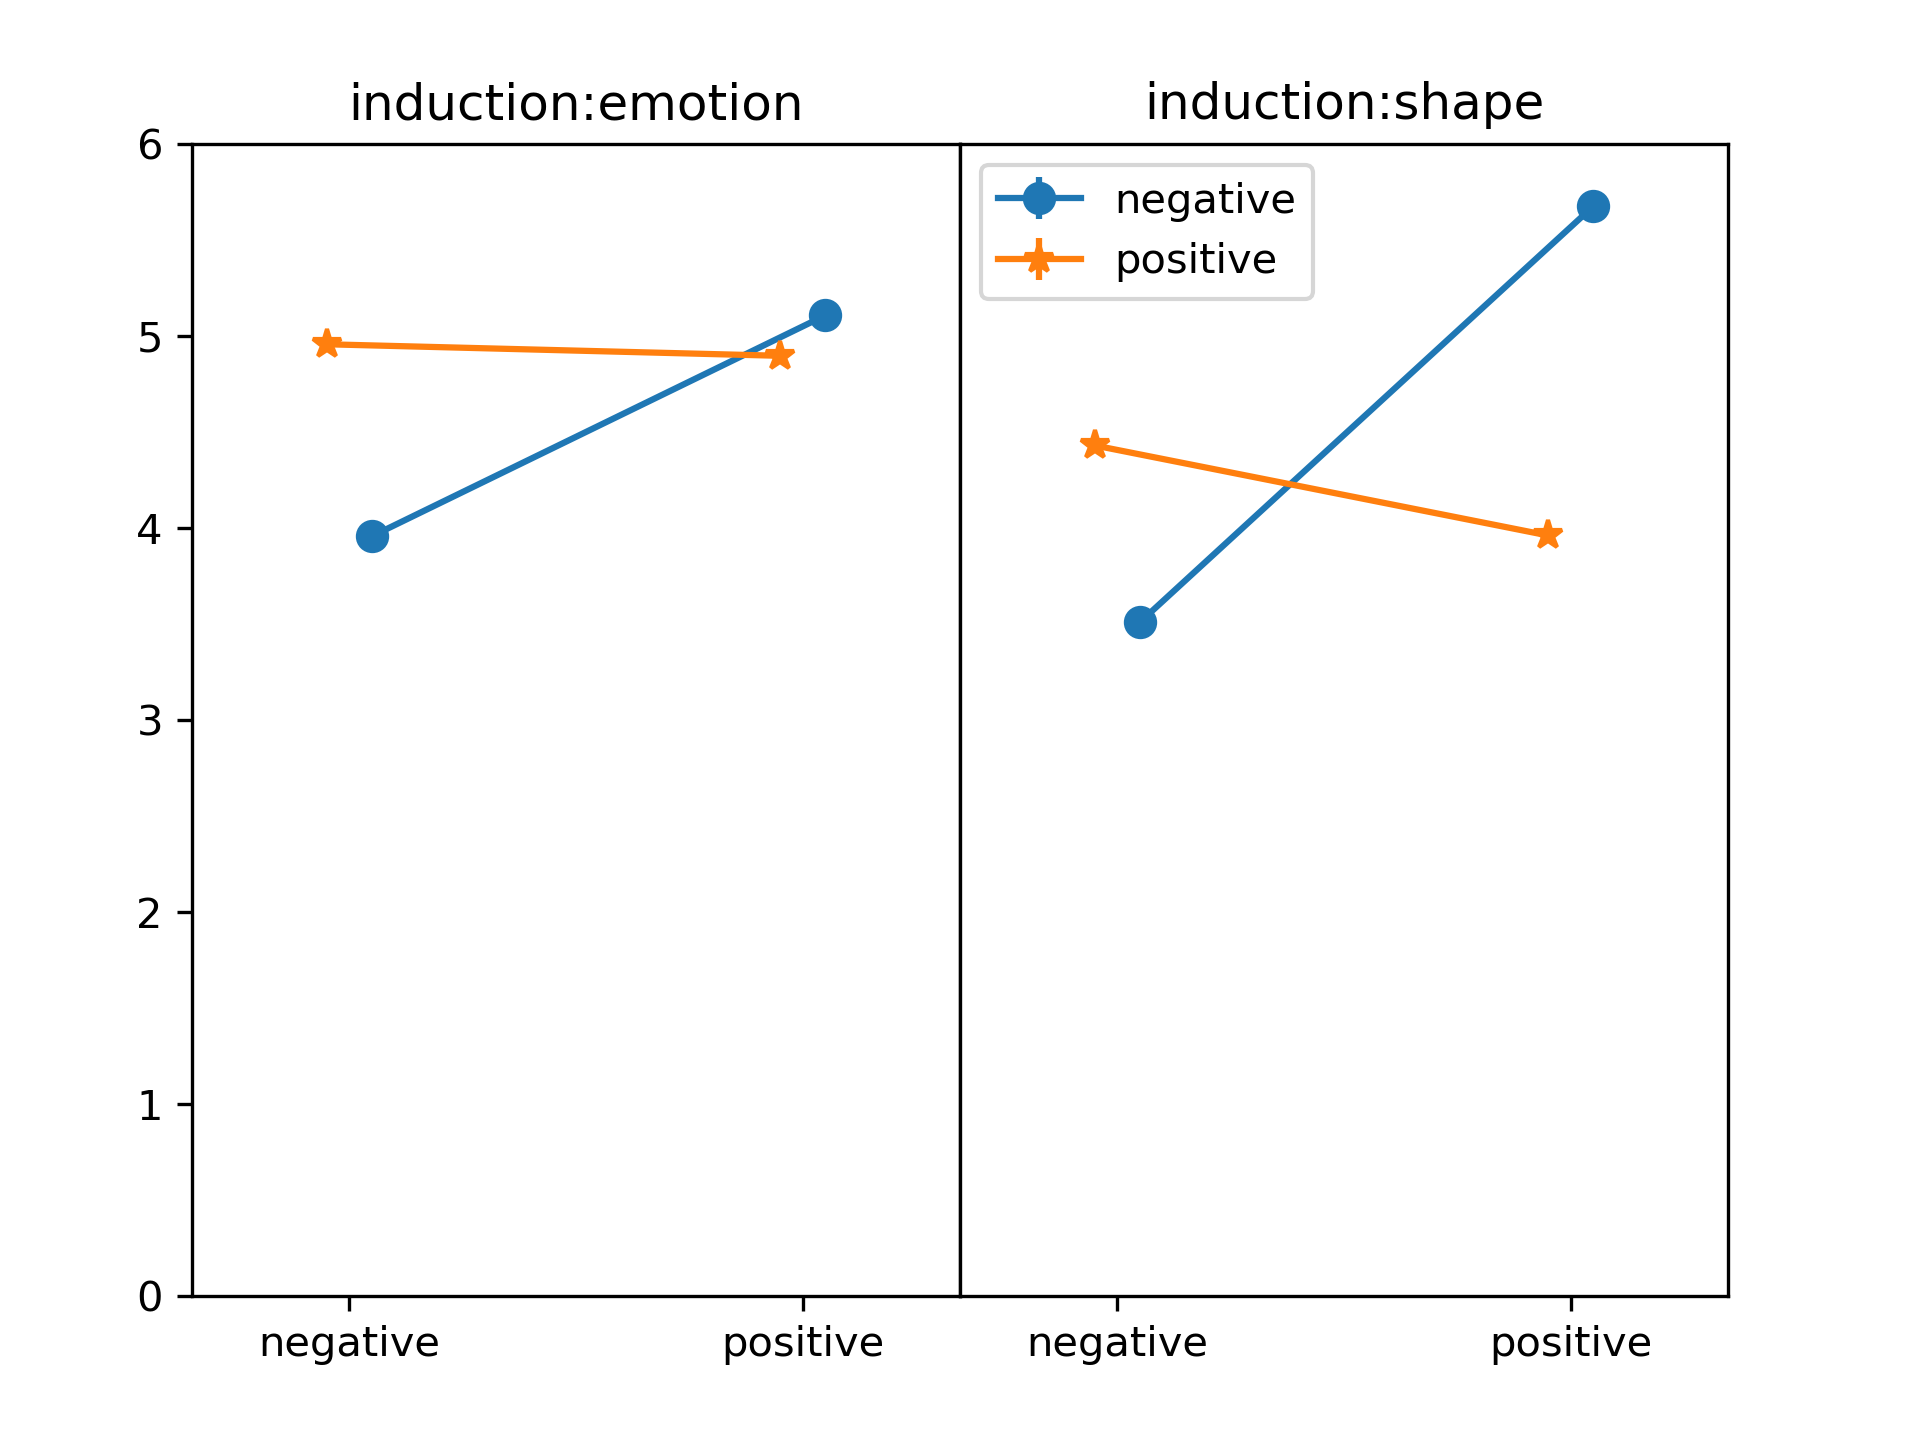 induction:emotion
induction:shape
6
5
4
3
2
1
0
negative
positive
negative
positive
negative
positive